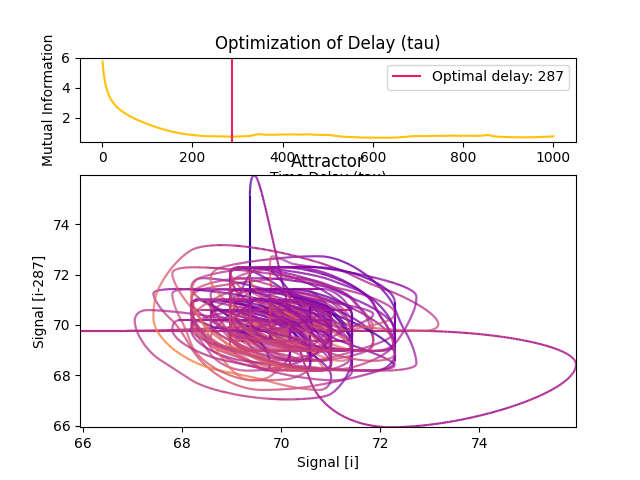 Optimization of Delay (tau)
Mutual Information
6
4
2
Optimal delay: 287
0 200 400 600 800 1000
Time Delay (tau)
Attractor
Signal [i-287]
74
72
70
68
66
66 68 70 72 74
Signal [i]